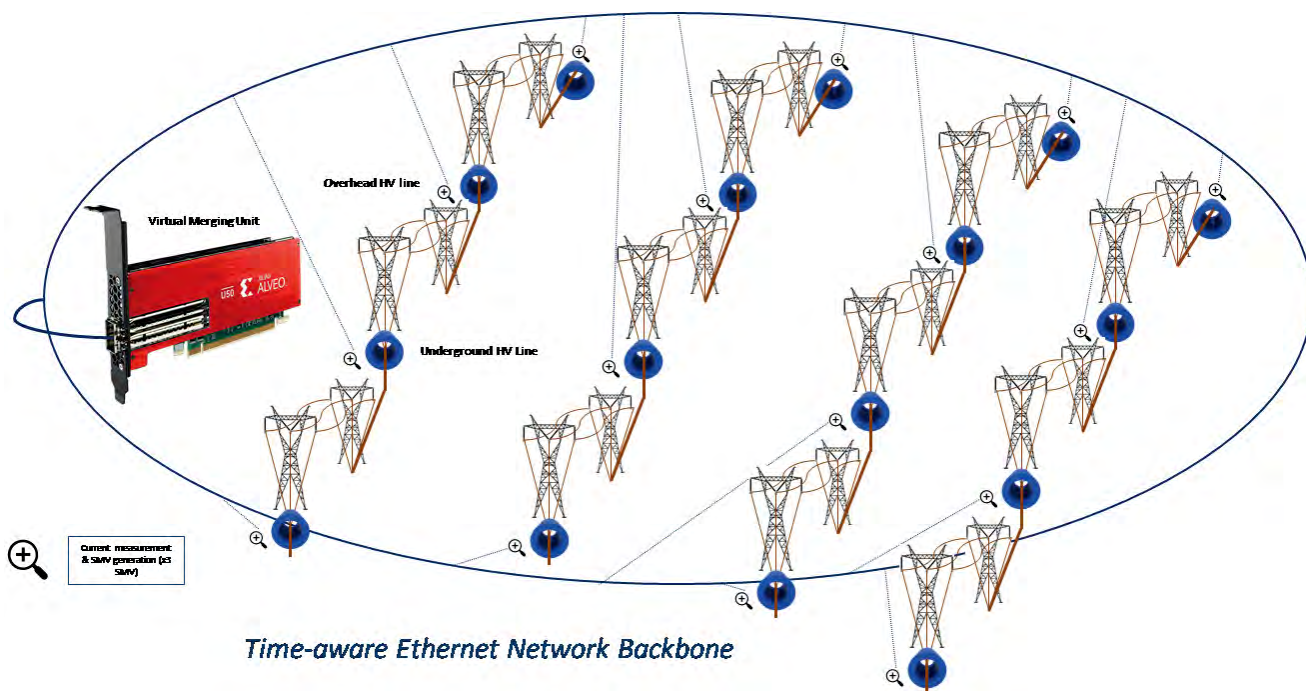 Overhead HV line
Virtual Merging Unit
U50
XILINX
ALVEO
Underground HV Line
Current measurement
& SMV generation (x3
SMV)
Time-aware Ethernet Network Backbone